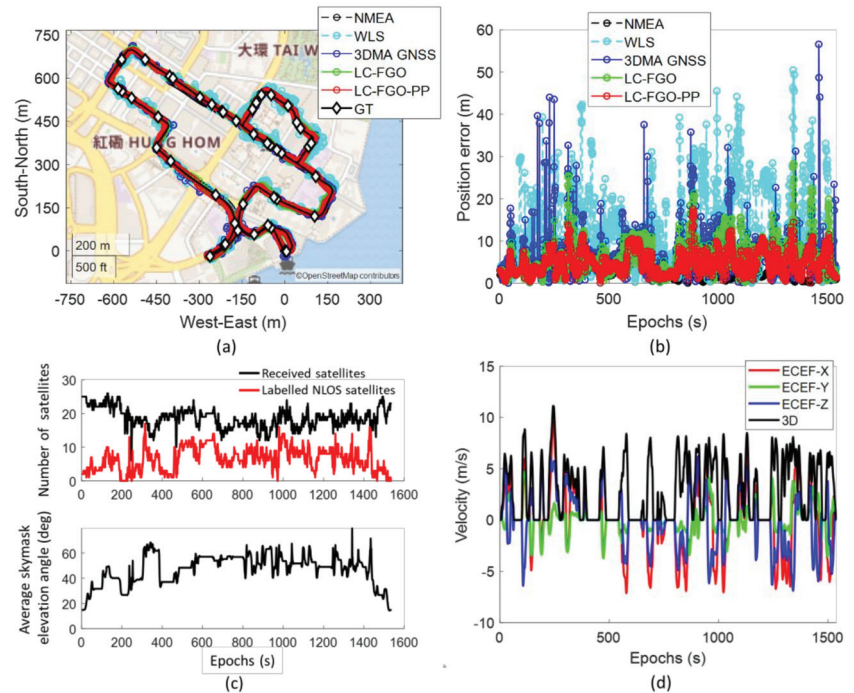 750
600
450
300
150
0
South-North (m)
-750
-600
-450
-300
-150
0
150
300
West-East (m)
大環 TAI W
紅磡 HUNG HOM
200 m
500 ft
©OpenStreetMap contributors
NMEA
WLS
3DMA GNSS
LC-FGO
LC-FGO-PP
GT
(a)
60
50
40
30
20
10
0
Position error (m)
NMEA
WLS
3DMA GNSS
LC-FGO
LC-FGO-PP
0
500
1000
1500
Epochs (s)
(b)
Received satellites
Labelled NLOS satellites
30
20
10
0
Number of satellites
0 200 400 600 800 1000 1200 1400 1600
80
60
40
20
0
Average skymask
elevation angle (deg)
0 200 400 600 800 1000 1200 1400 1600
Epochs (s)
(c)
15
10
5
0
-5
-10
Velocity (m/s)
ECEF-X
ECEF-Y
ECEF-Z
3D
0
500
1000
1500
Epochs (s)
(d)